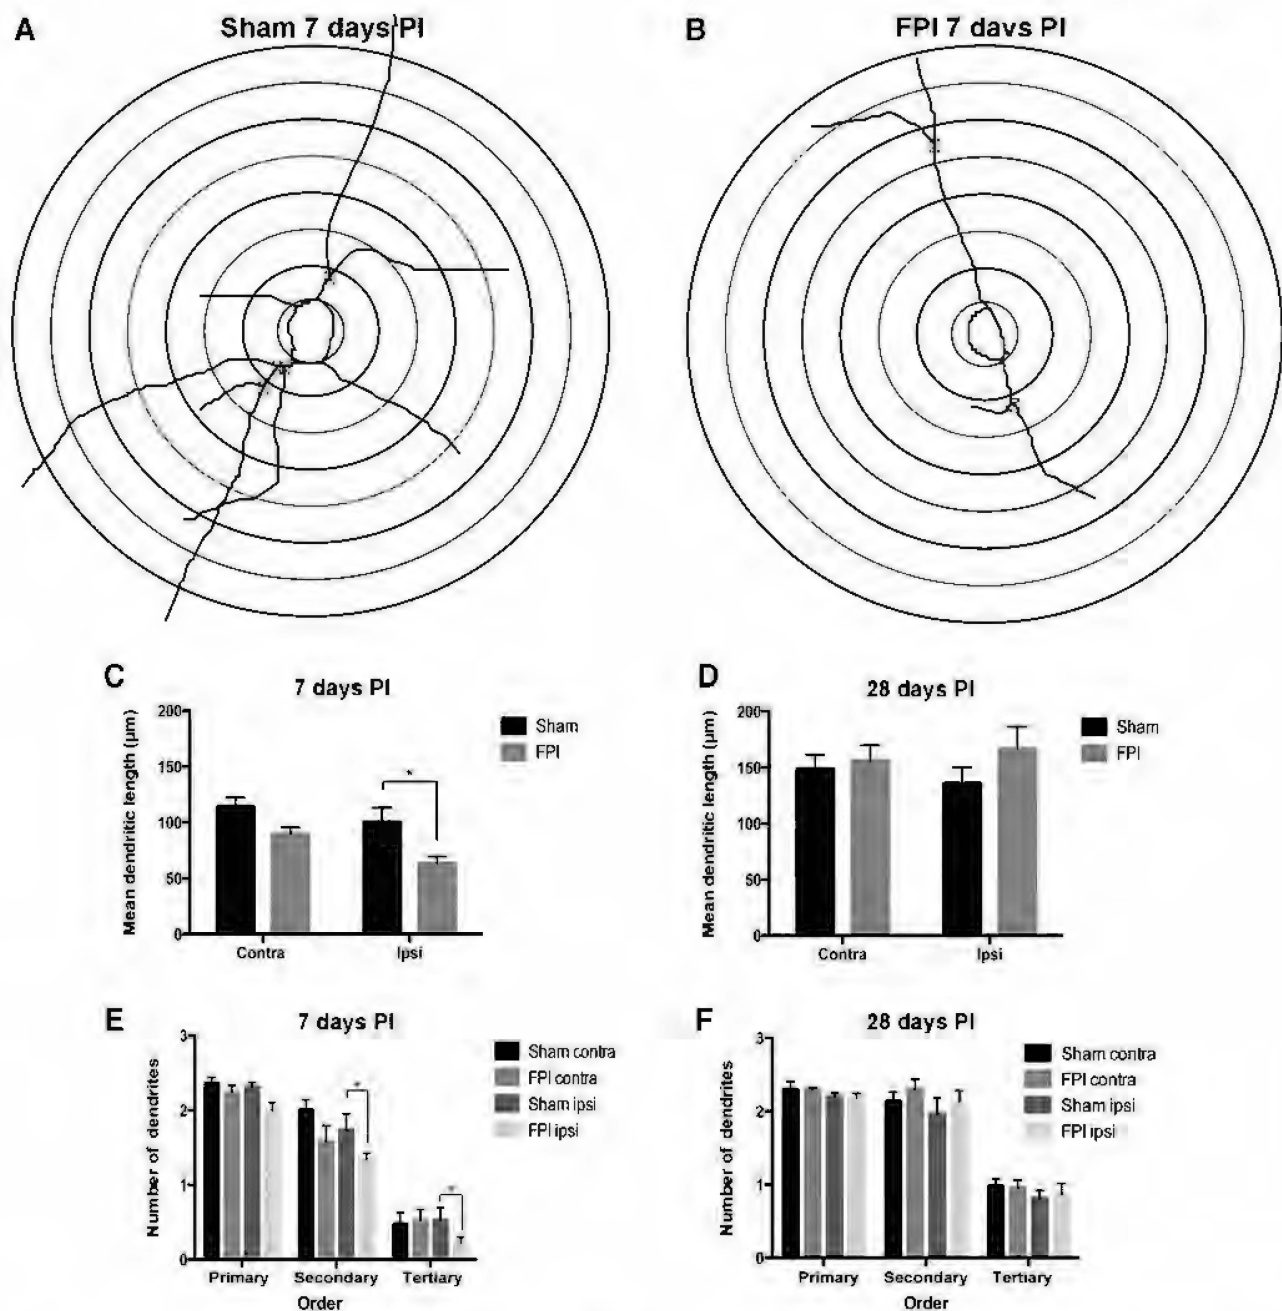 A
Sham 7 days PI
B
FPI 7 days PI
C
7 days PI
Mean dendritic length (µm)
200
150
100
50
0
*
Contra
Ipsi
Sham
FPI
D
28 days PI
Mean dendritic length (µm)
200
150
100
50
0
Contra
Ipsi
Sham
FPI
E
7 days PI
Number of dendrites
3
2
1
0
*
*
Primary
Secondary
Tertiary
Order
Sham contra
FPI contra
Sham ipsi
FPI ipsi
F
28 days PI
Number of dendrites
3
2
1
0
Primary
Secondary
Tertiary
Order
Sham contra
FPI contra
Sham ipsi
FPI ipsi